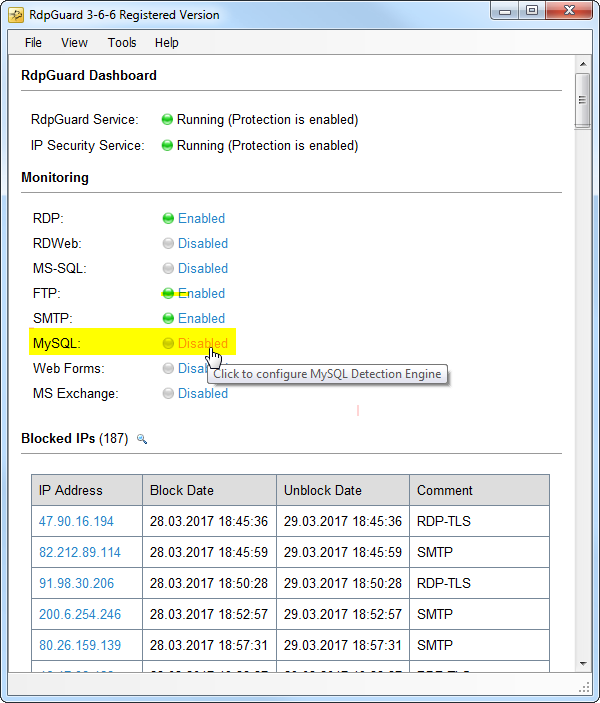 RdpGuard 3-6-6 Registered Version
File View Tools Help
RdpGuard Dashboard
RdpGuard Service: Running (Protection is enabled)
IP Security Service: Running (Protection is enabled)
Monitoring
RDP: Enabled
RDWeb: Disabled
MS-SQL: Disabled
FTP: Enabled
SMTP: Enabled
MySQL: Disabled
Web Forms:
Click to configure MySQL Detection Engine
MS Exchange: Disabled
Blocked IPs (187)
IP Address Block Date Unblock Date Comment
47.90.16.194 28.03.2017 18:45:36 29.03.2017 18:45:36 RDP-TLS
82.212.89.114 28.03.2017 18:45:59 29.03.2017 18:45:59 SMTP
91.98.30.206 28.03.2017 18:50:28 29.03.2017 18:50:28 RDP-TLS
200.6.254.246 28.03.2017 18:52:57 29.03.2017 18:52:57 SMTP
80.26.159.139 28.03.2017 18:57:31 29.03.2017 18:57:31 SMTP